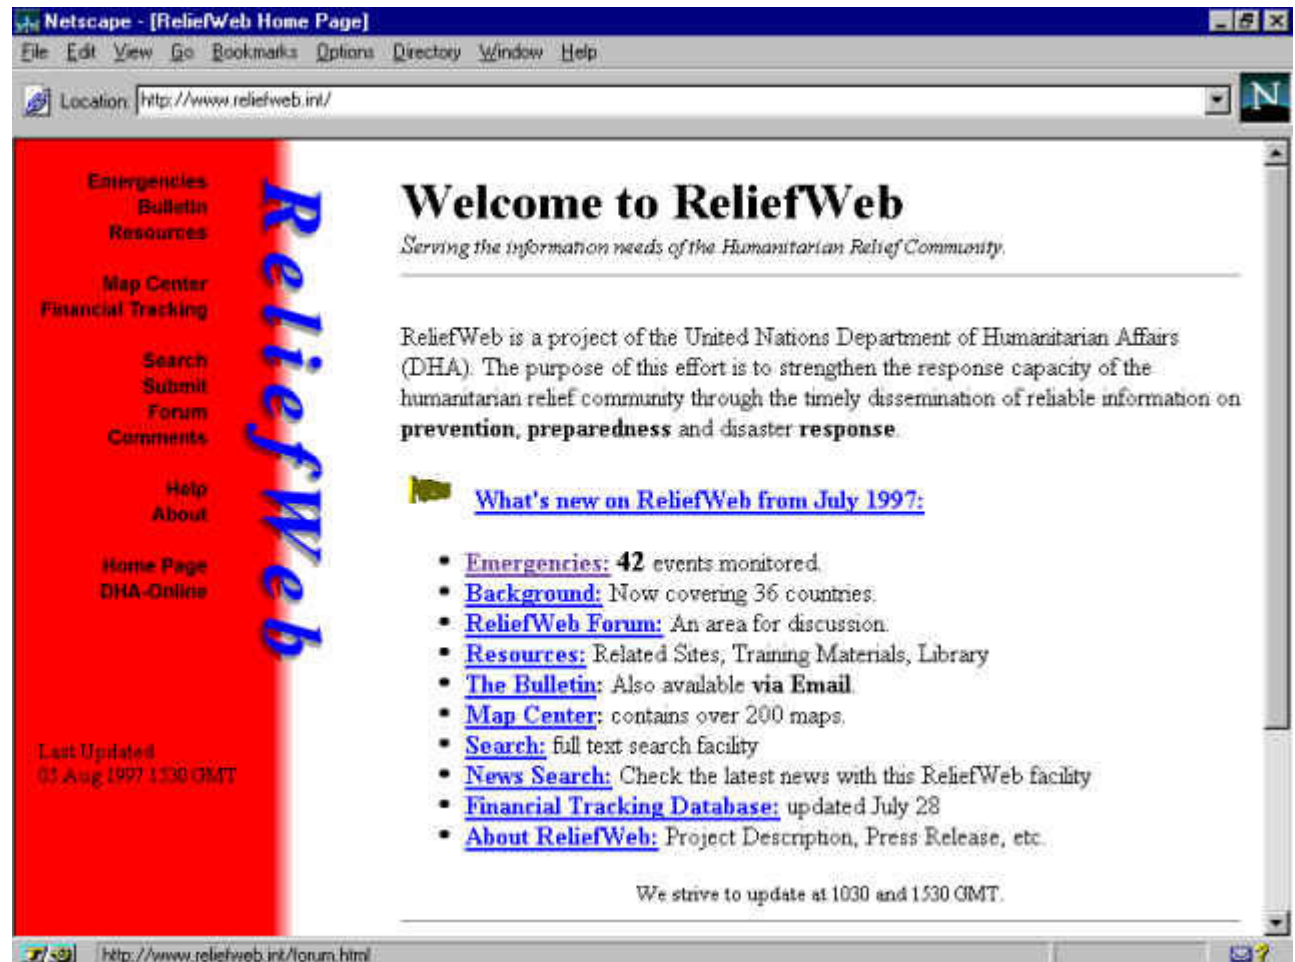 Netscape - [ReliefWeb Home Page]
File Edit View Go Bookmarks Options Directory Window Help
Location: http://www.reliefweb.int/
N
Emergencies
Bulletin
Resources
Map Center
Financial Tracking
Search
Submit
Forum
Comments
Help
About
Home Page
DHA-Online
Last Updated
05 Aug 1997 1530 GMT
ReliefWeb
Welcome to ReliefWeb
Serving the information needs of the Humanitarian Relief Community.
ReliefWeb is a project of the United Nations Department of Humanitarian Affairs
(DHA). The purpose of this effort is to strengthen the response capacity of the
humanitarian relief community through the timely dissemination of reliable information on
prevention, preparedness and disaster response.
What's new on ReliefWeb from July 1997:
Emergencies: 42 events monitored.
Background: Now covering 36 countries.
ReliefWeb Forum: An area for discussion.
Resources: Related Sites, Training Materials, Library
The Bulletin: Also available via Email.
Map Center: contains over 200 maps.
Search: full text search facility
News Search: Check the latest news with this ReliefWeb facility
Financial Tracking Database: updated July 28
About ReliefWeb: Project Description, Press Release, etc.
We strive to update at 1030 and 1530 GMT.
http://www.reliefweb.int/forum.html